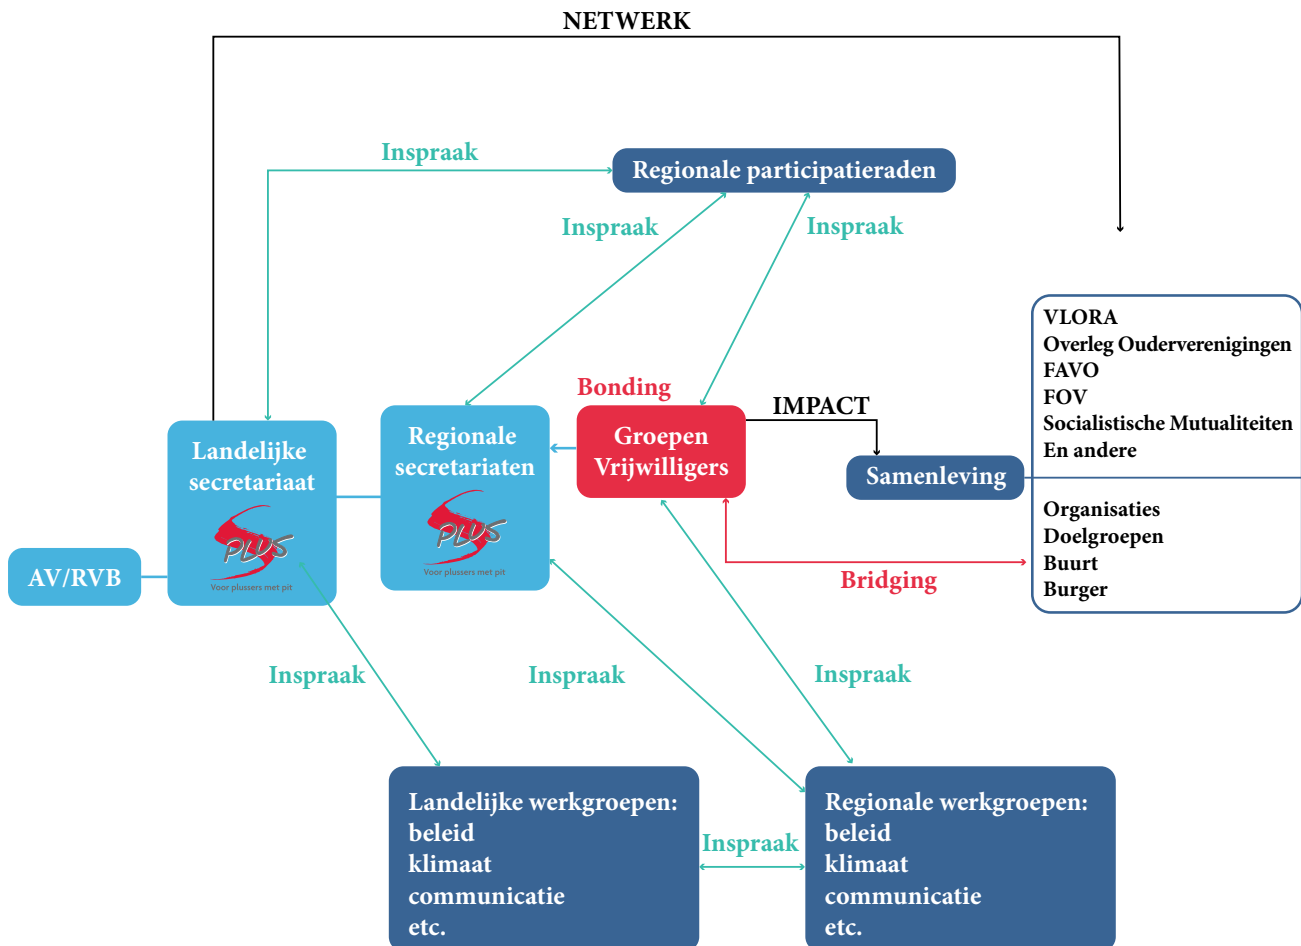 NETWERK
Inspraak
Regionale participatieraden
Inspraak
Inspraak
VLORA
Overleg Ouderverenigingen
FAVO
FOV
Socialistische Mutualiteiten
En andere
Bonding
IMPACT
Landelijke
secretariaat
PLUS
Voor plussers met pit
Regionale
secretariaten
PLUS
Voor plussers met pit
Groepen
Vrijwilligers
Samenleving
Organisaties
Doelgroepen
Buurt
Burger
AV/RVB
Bridging
Inspraak
Inspraak
Inspraak
Landelijke werkgroepen:
beleid
klimaat
communicatie
etc.
Inspraak
Regionale werkgroepen:
beleid
klimaat
communicatie
etc.